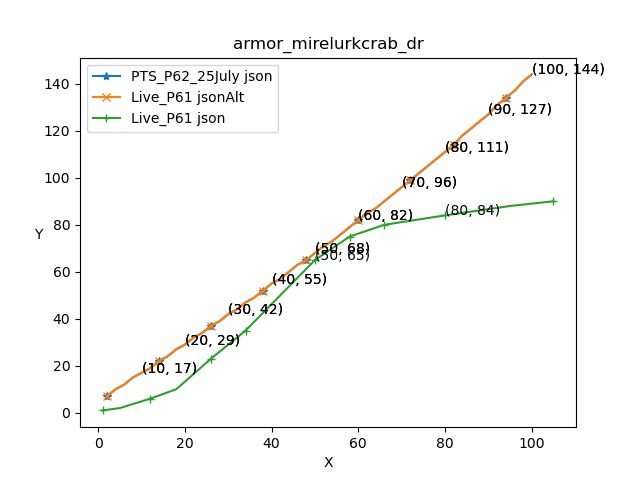 armor_mirelurkcrab_dr
PTS_P62_25July json
Live_P61 jsonAlt
Live_P61 json
(100, 144)
(90, 127)
(80, 111)
(70, 96)
(60, 82)
(80, 84)
(50, 68)
(50, 65)
(40, 55)
(30, 42)
(20, 29)
(10, 17)
140
120
100
80
60
40
20
0
Y
0 20 40 60 80 100
X